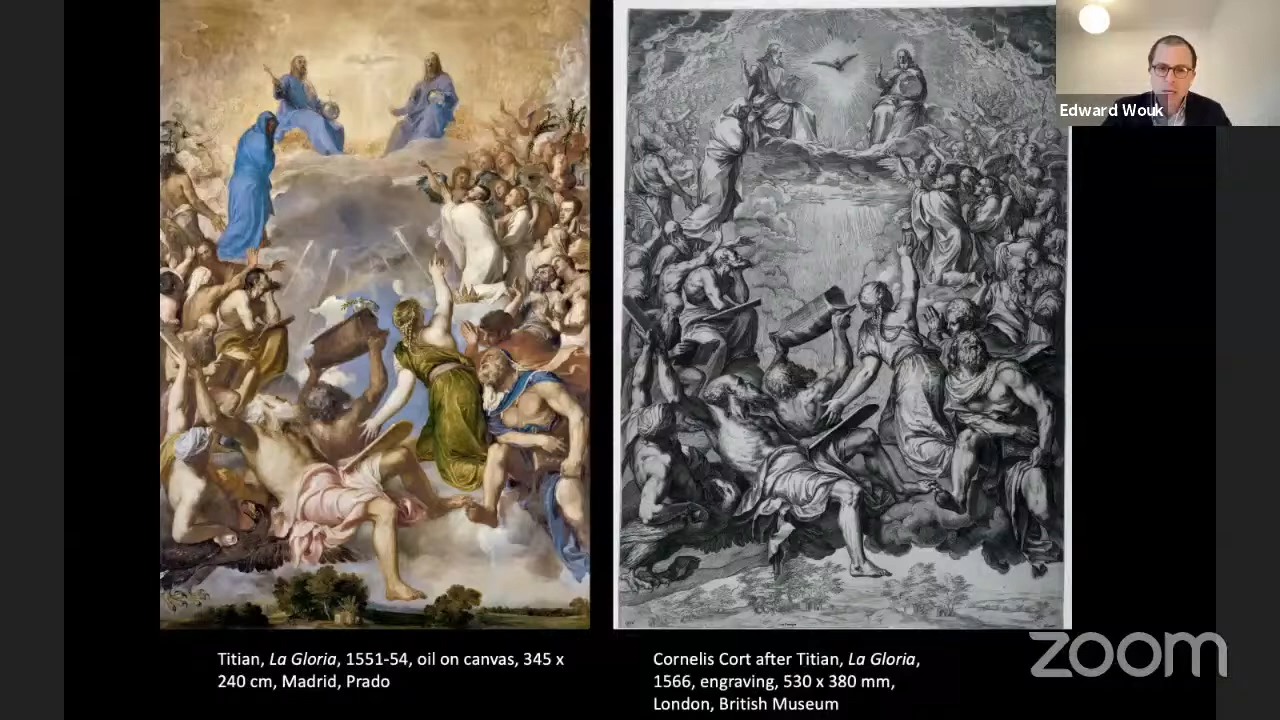 Edward Wouk
Titian, La Gloria, 1551-54, oil on canvas, 345 x
240 cm, Madrid, Prado
Cornelis Cort after Titian, La Gloria,
1566, engraving, 530 x 380 mm,
London, British Museum
zoom